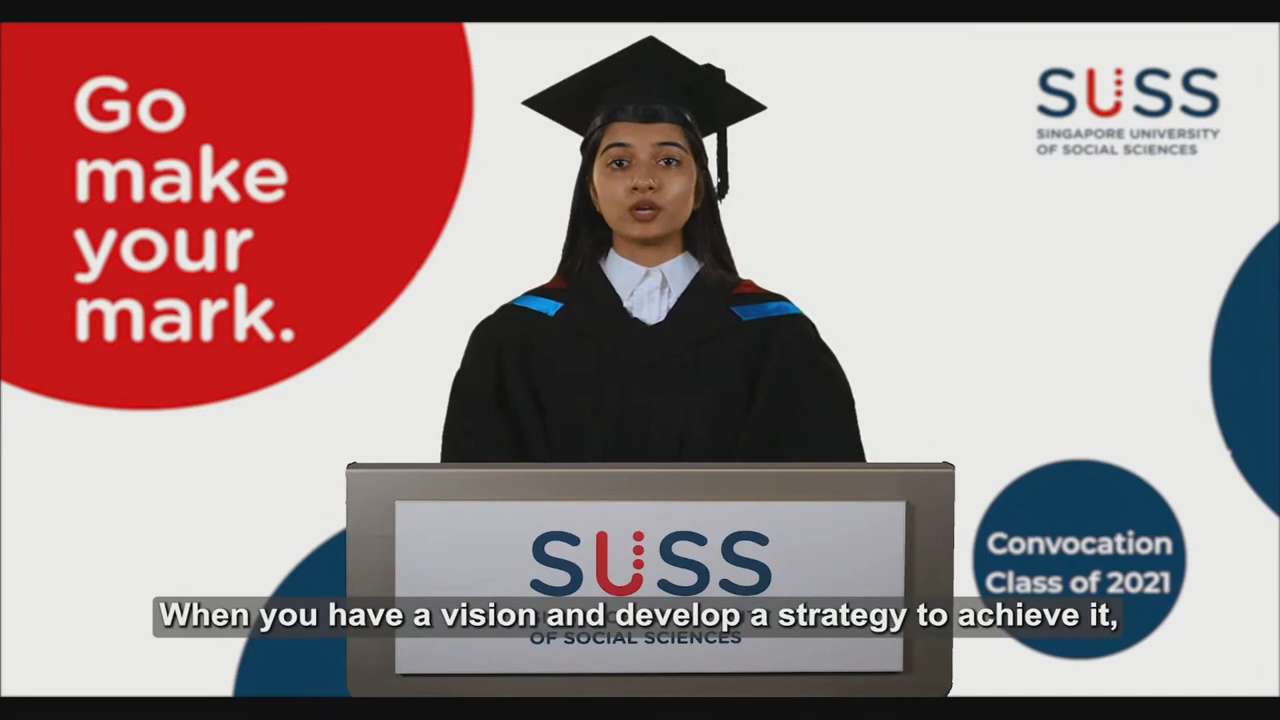 Go
make
your
mark.
SUSS
SINGAPORE UNIVERSITY
OF SOCIAL SCIENCES
SUSS
OF SOCIAL SCIENCES
Convocation
Class of 2021
When you have a vision and develop a strategy to achieve it,